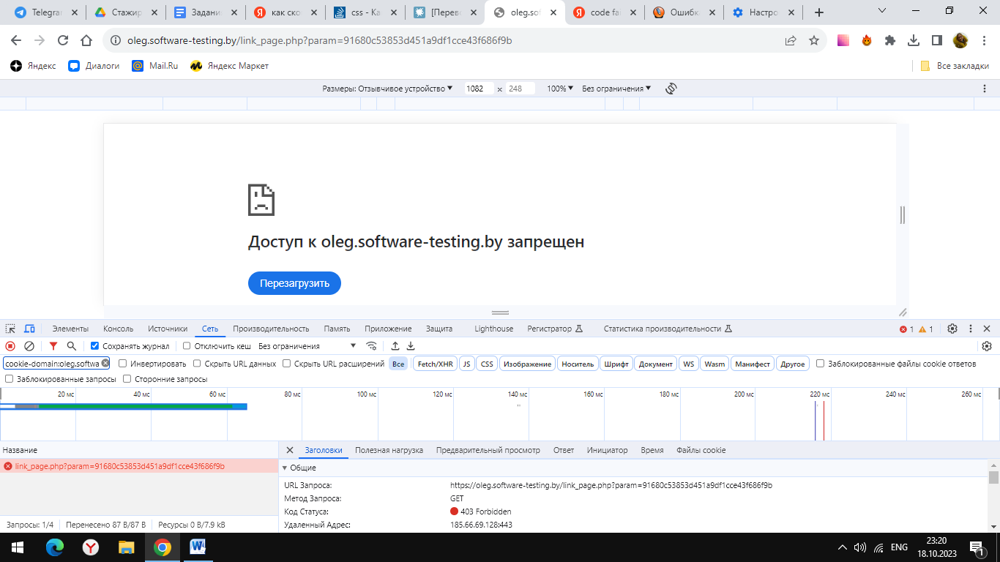 Telegran
Стажир
Задани
как ско
css - Ка
[Перев
oleg.sof
code fai
Ошибк
Настро
oleg.software-testing.by/link_page.php?param=91680c53853d451a9df1cce43f686f9b
Яндекс
Диалоги
Mail.Ru
Яндекс Маркет
Все закладки
Размеры: Отзывчивое устройство ▼ 1082 × 248 100% ▼ Без ограничения ▼
Доступ к oleg.software-testing.by запрещен
Перезагрузить
Элементы Консоль Источники Сеть Производительность Память Приложение Защита Lighthouse Регистратор Статистика производительности 1 1
Сохранять журнал Отключить кеш Без ограничения ▼
cookie-domain:oleg.softwa Инвертировать Скрыть URL данных Скрыть URL расширений Все Fetch/XHR JS CSS Изображение Носитель Шрифт Документ WS Wasm Манифест Другое Заблокированные файлы cookie ответов
Заблокированные запросы Сторонние запросы
20 мс 40 мс 60 мс 80 мс 100 мс 120 мс 140 мс 160 мс 180 мс 200 мс 220 мс 240 мс 260 мс
Название
Заголовки Полезная нагрузка Предварительный просмотр Ответ Инициатор Время Файлы cookie
link_page.php?param=91680c53853d451a9df1cce43f686f9b
Общие
URL Запроса: https://oleg.software-testing.by/link_page.php?param=91680c53853d451a9df1cce43f686f9b
Метод Запроса: GET
Код Статуса: 403 Forbidden
Удаленный Адрес: 185.66.69.128:443
Запросы: 1/4 Перенесено 87 В/87 В Ресурсы 0 В/7.9 kB
ENG
23:20
18.10.2023
1